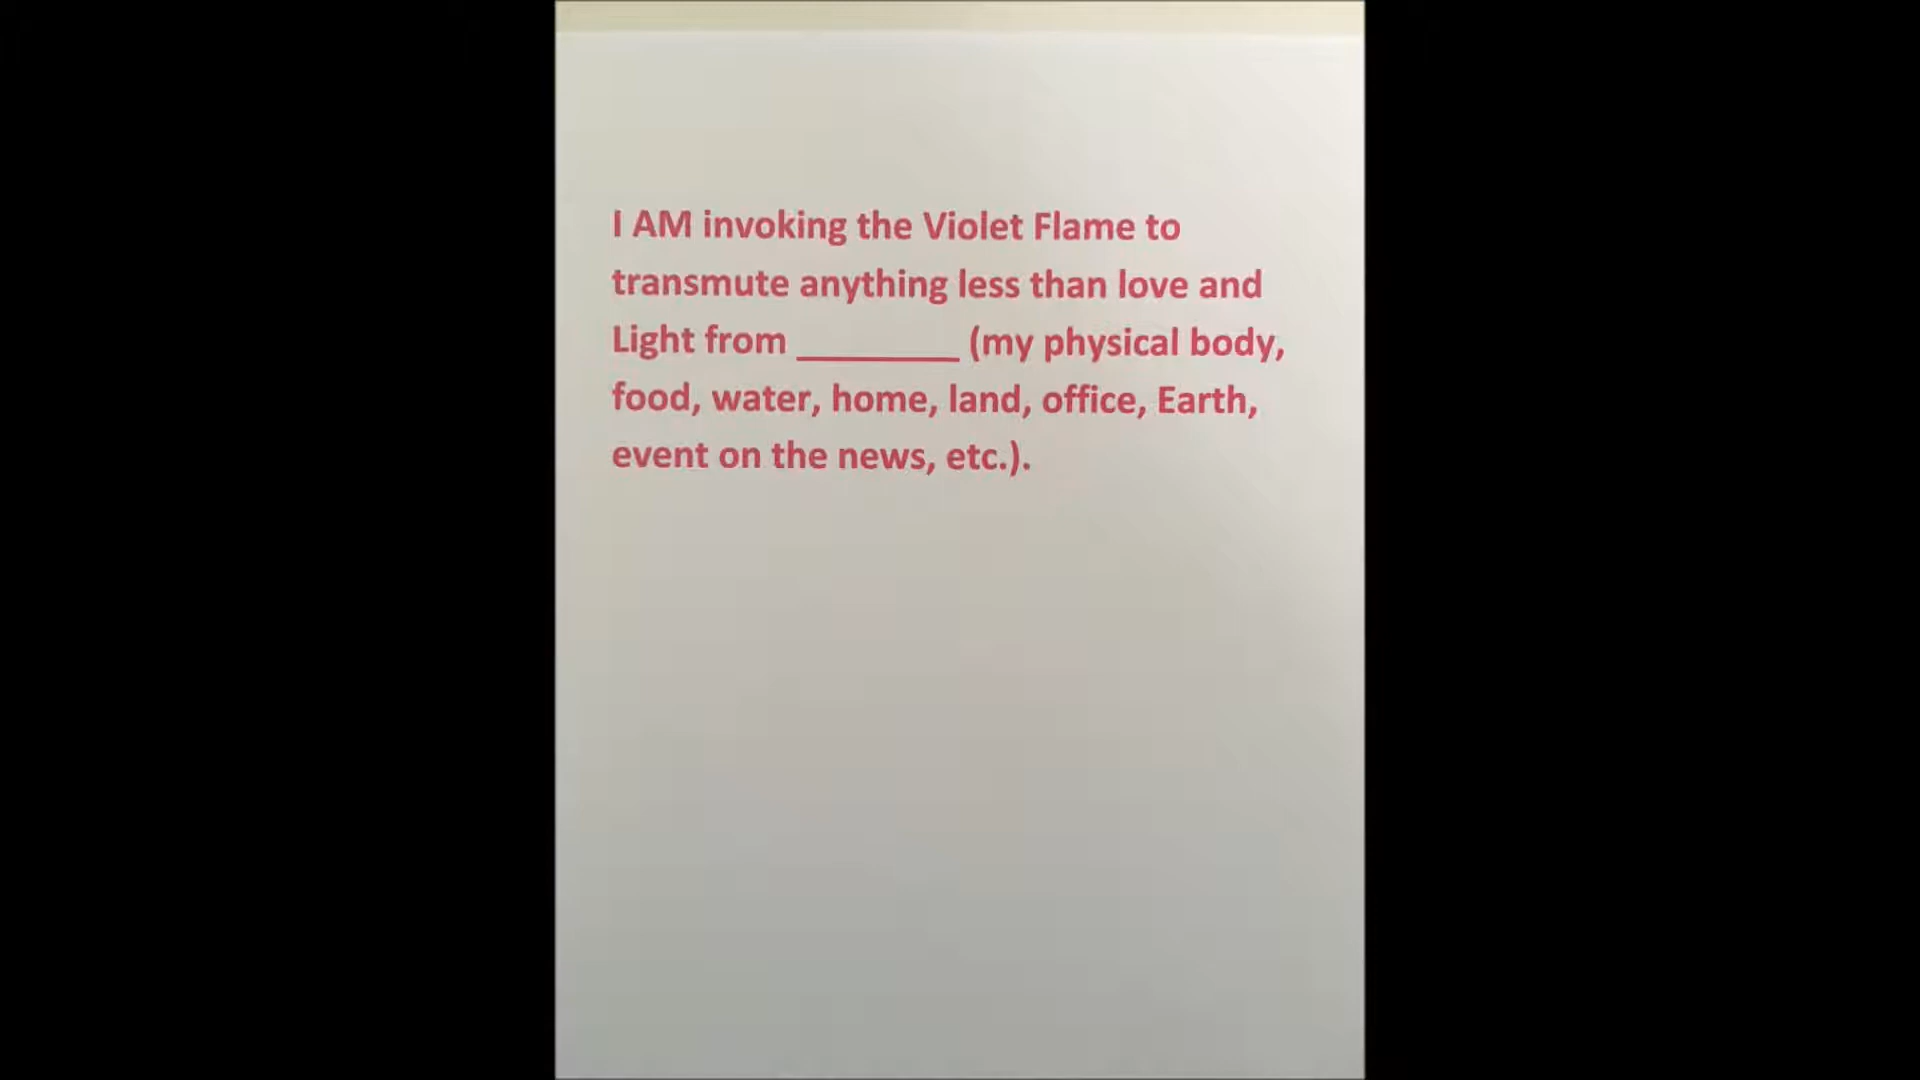 I AM invoking the Violet Flame to
transmute anything less than love and
Light from ________ (my physical body,
food, water, home, land, office, Earth,
event on the news, etc.).